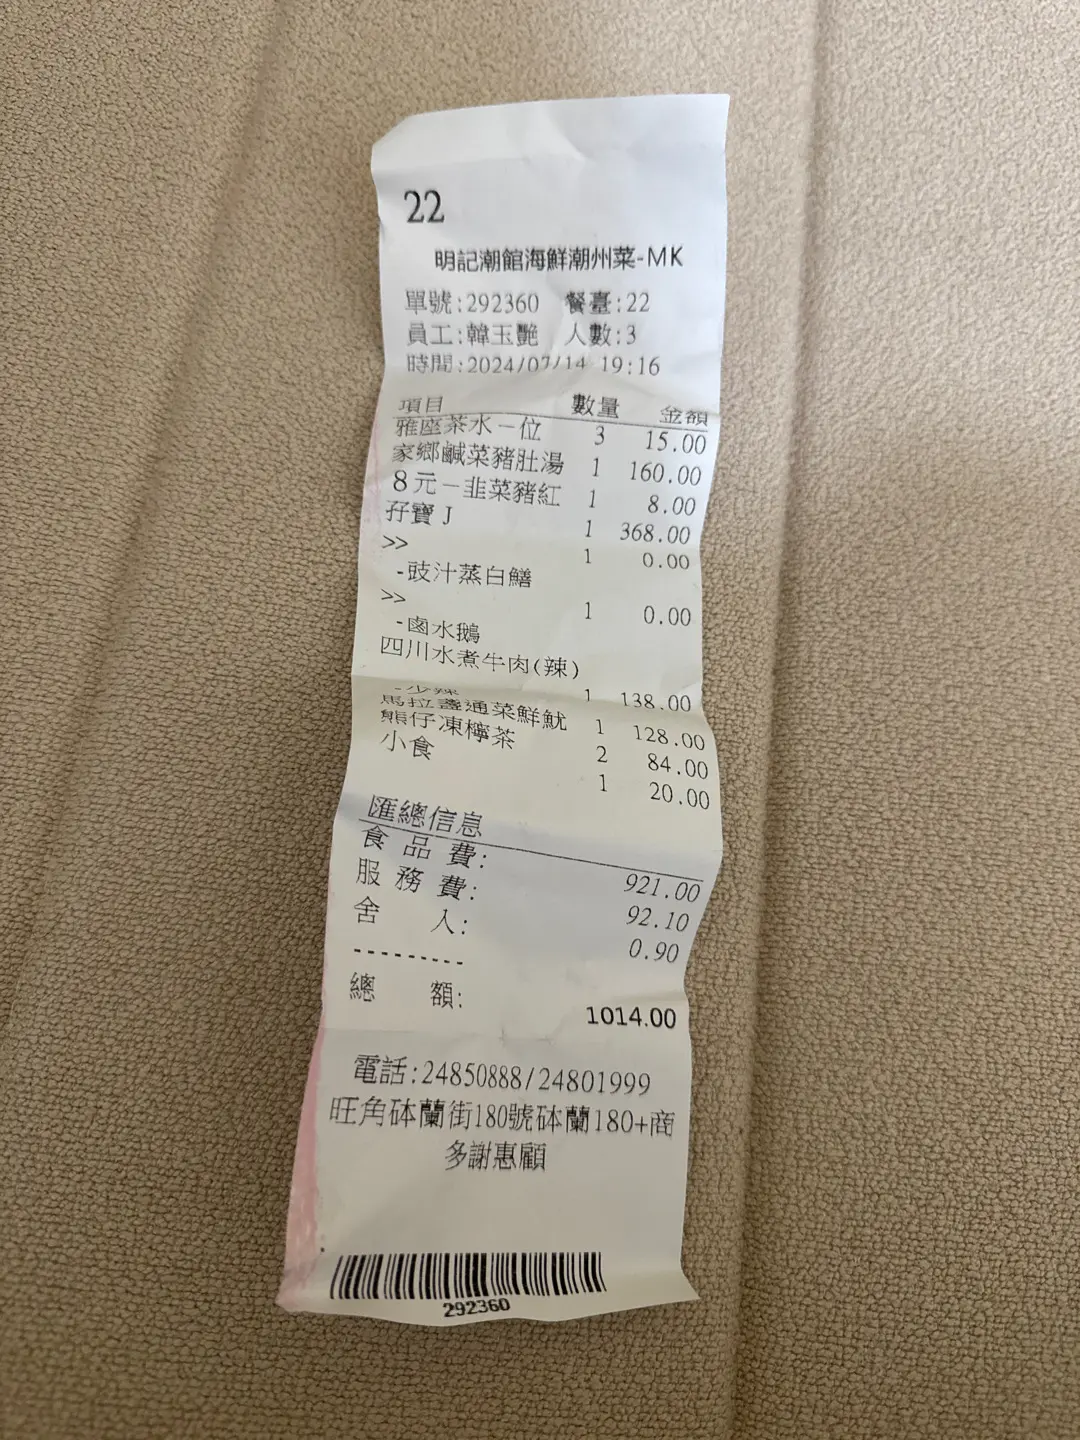 22
明記潮館海鮮潮州菜-MK
單號:292360 餐臺:22
員工:韓玉艷 人數:3
時間:2024/07/14 19:16
項目 數量 金額
雅座茶水－位 3 15.00
家鄉鹹菜豬肚湯 1 160.00
8元－韭菜豬紅 1 8.00
孖寶J 1 368.00
>> 1 0.00
-豉汁蒸白鱔
>> 1 0.00
-鹵水鵝
四川水煮牛肉(辣) 1 138.00
-少辣
馬拉盞通菜鮮魷 1 128.00
熊仔凍檸茶 2 84.00
小食 1 20.00
匯總信息
食品費: 921.00
服務費: 92.10
舍人: 0.90
---------
總額: 1014.00
電話:24850888/24801999
旺角砵蘭街180號砵蘭180+商
多謝惠顧
292360